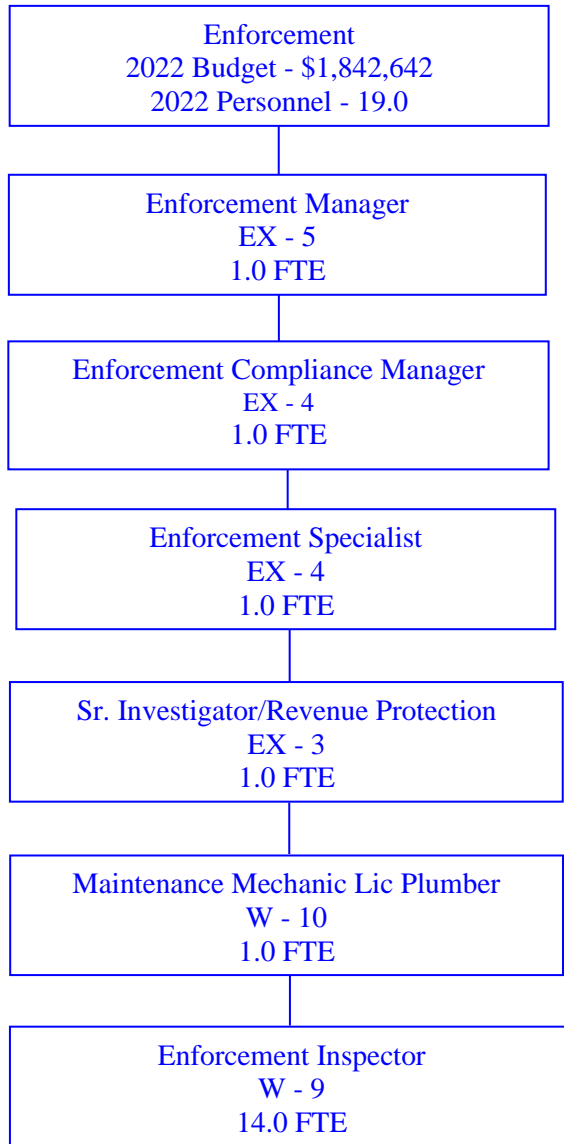 Enforcement
2022 Budget - $1,842,642
2022 Personnel - 19.0
Enforcement Manager
EX - 5
1.0 FTE
Enforcement Compliance Manager
EX - 4
1.0 FTE
Enforcement Specialist
EX - 4
1.0 FTE
Sr. Investigator/Revenue Protection
EX - 3
1.0 FTE
Maintenance Mechanic Lic Plumber
W - 10
1.0 FTE
Enforcement Inspector
W - 9
14.0 FTE